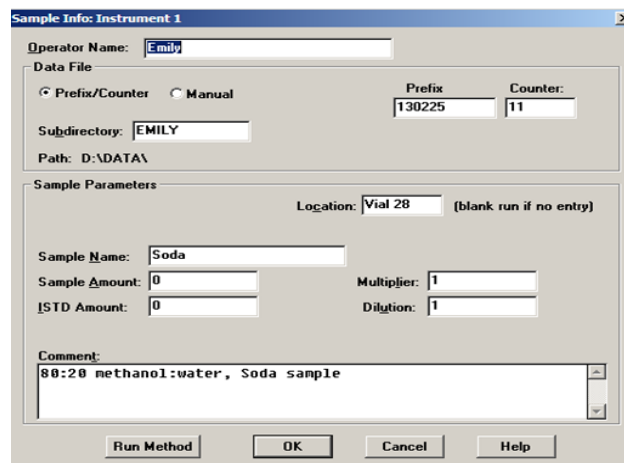 Sample Info: Instrument 1
Operator Name: Emily
Data File
Prefix/Counter Manual
Prefix Counter:
130225 11
Subdirectory: EMILY
Path: D:\DATA\
Sample Parameters
Location: Vial 28 (blank run if no entry)
Sample Name: Soda
Sample Amount: 0 Multiplier: 1
ISTD Amount: 0 Dilution: 1
Comment:
80:20 methanol:water, Soda sample
Run Method OK Cancel Help